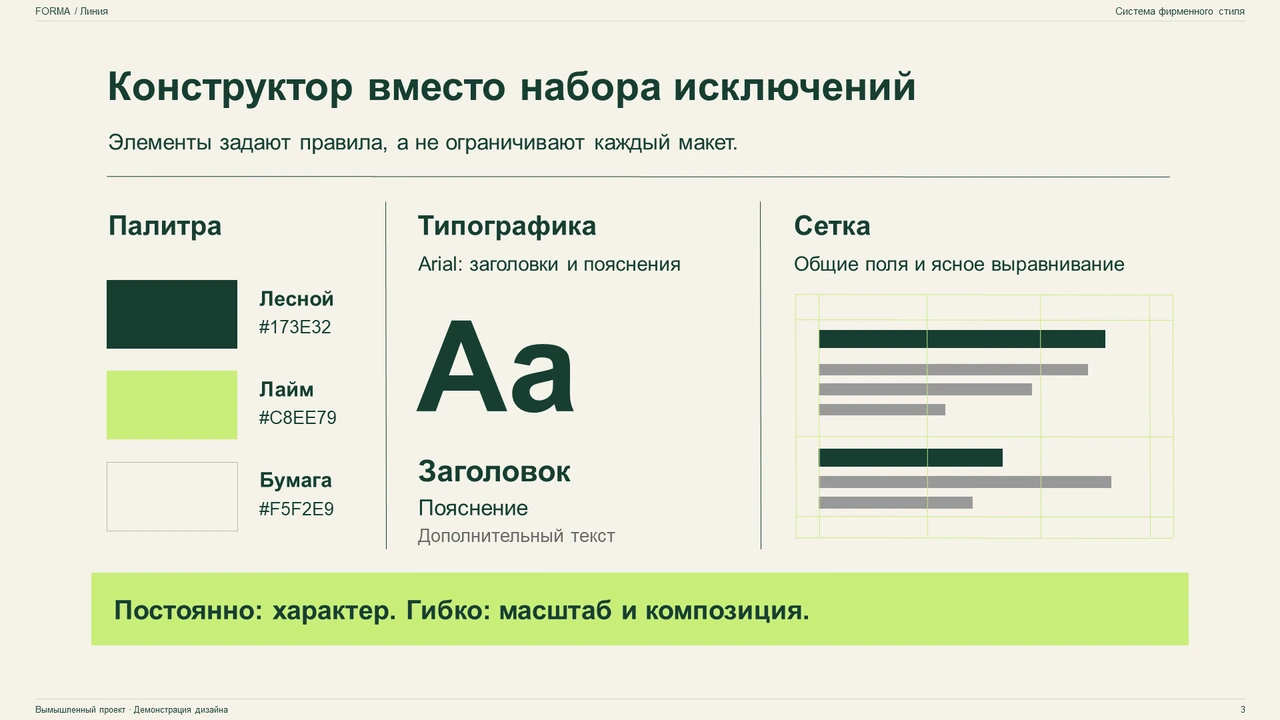 FORMA / Линия
Система фирменного стиля
Конструктор вместо набора исключений
Элементы задают правила, а не ограничивают каждый макет.
Палитра
Лесной
#173E32
Лайм
#C8EE79
Бумага
#F5F2E9
Типографика
Arial: заголовки и пояснения
Aa
Заголовок
Пояснение
Дополнительный текст
Сетка
Общие поля и ясное выравнивание
Постоянно: характер. Гибко: масштаб и композиция.
Вымышленный проект · Демонстрация дизайна
3